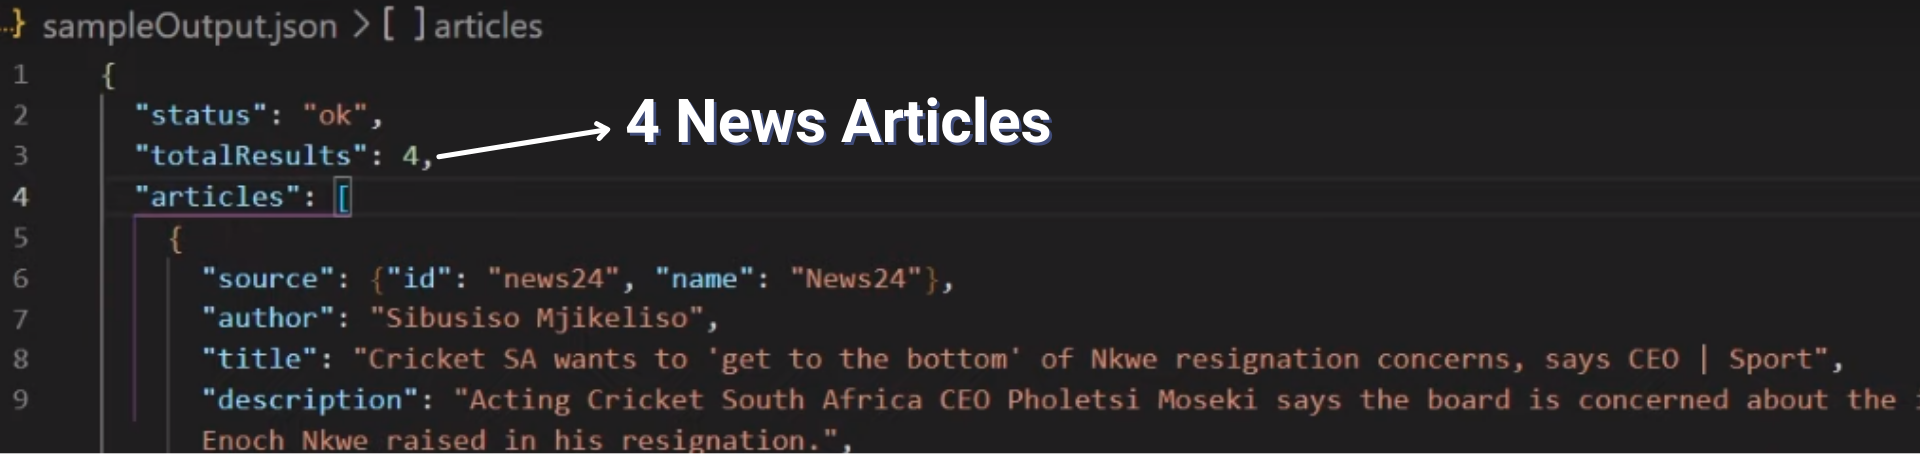 ..} sampleOutput.json > [ ] articles
1 {
2 "status": "ok",
3 "totalResults": 4,
4 News Articles
4 "articles": [
5 {
6 "source": {"id": "news24", "name": "News24"},
7 "author": "Sibusiso Mjikeliso",
8 "title": "Cricket SA wants to 'get to the bottom' of Nkwe resignation concerns, says CEO | Sport",
9 "description": "Acting Cricket South Africa CEO Pholetsi Moseki says the board is concerned about the
Enoch Nkwe raised in his resignation.",